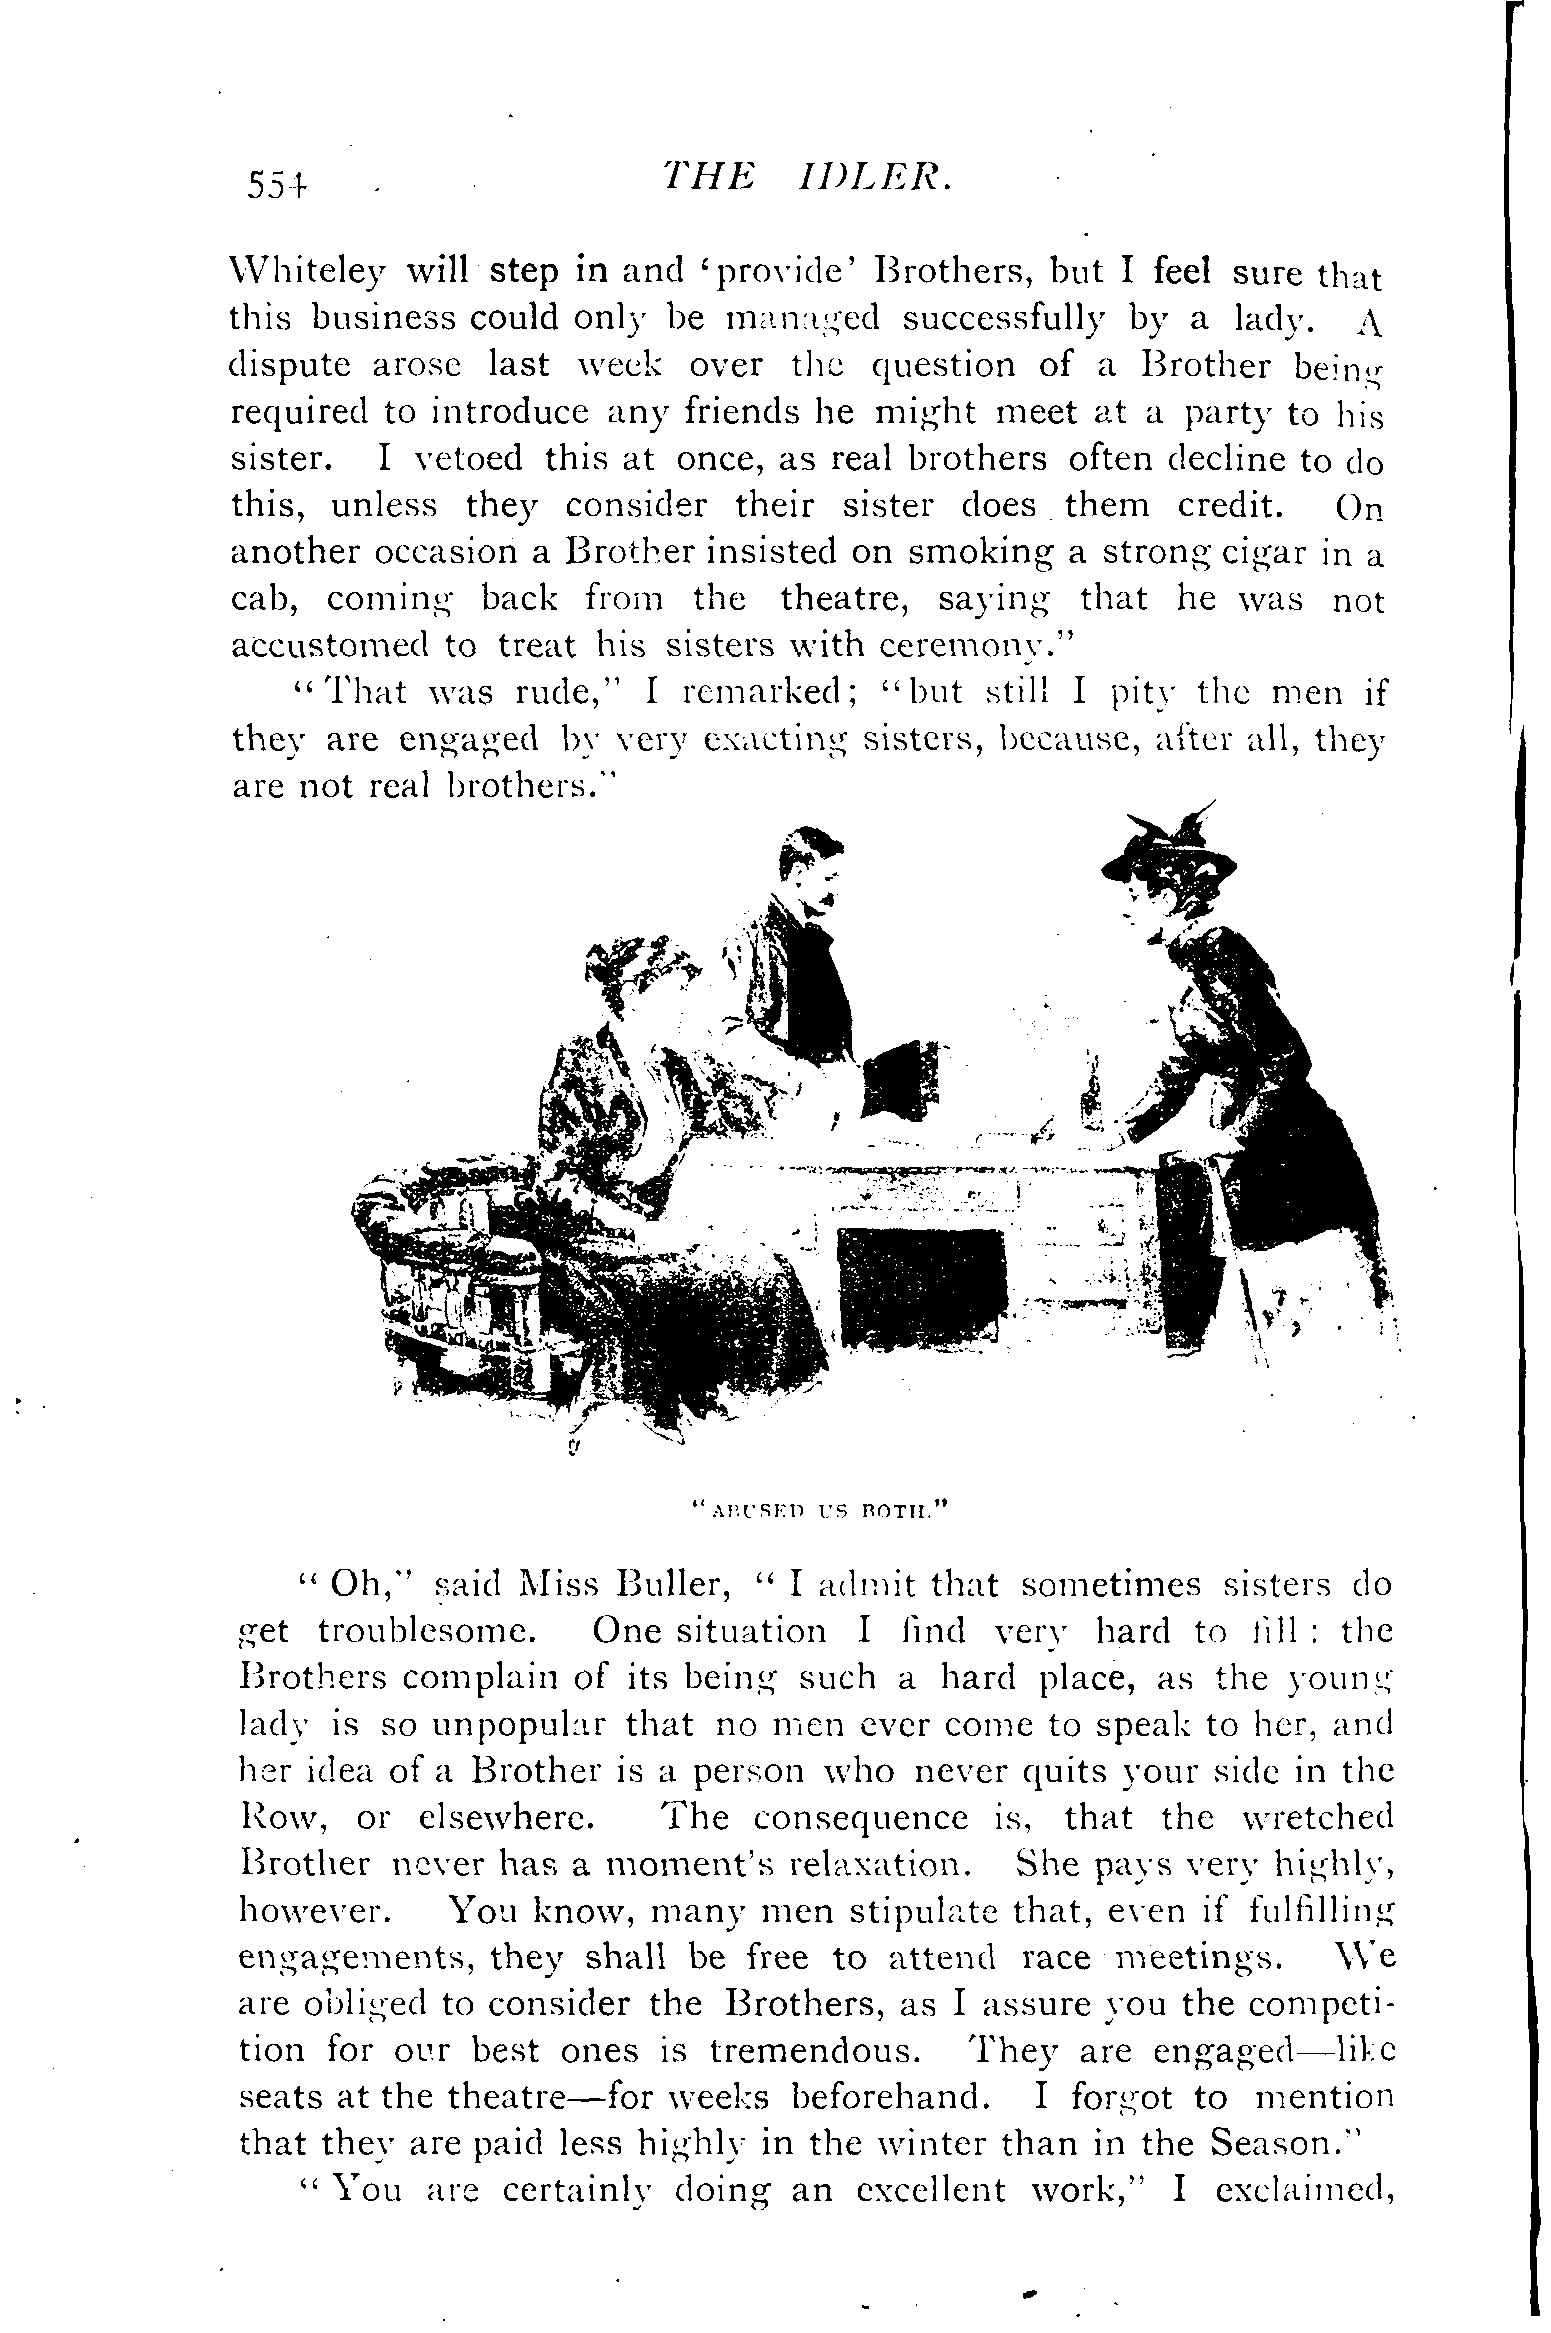 554
THE IDLER.
Whiteley will step in and ‘provide’ Brothers, but I feel sure that
this business could only be managed successfully by a lady. A
dispute arose last week over the question of a Brother being
required to introduce any friends he might meet at a party to his
sister. I vetoed this at once, as real brothers often decline to do
this, unless they consider their sister does them credit. On
another occasion a Brother insisted on smoking a strong cigar in a
cab, coming back from the theatre, saying that he was not
accustomed to treat his sisters with ceremony.”
“That was rude,” I remarked; “but still I pity the men if
they are engaged by very exacting sisters, because, after all, they
are not real brothers.”
“ABUSED US BOTH.”
“Oh,” said Miss Buller, “I admit that sometimes sisters do
get troublesome. One situation I find very hard to fill: the
Brothers complain of its being such a hard place, as the young
lady is so unpopular that no men ever come to speak to her, and
her idea of a Brother is a person who never quits your side in the
Row, or elsewhere. The consequence is, that the wretched
Brother never has a moment’s relaxation. She pays very highly,
however. You know, many men stipulate that, even if fulfilling
engagements, they shall be free to attend race meetings. We
are obliged to consider the Brothers, as I assure you the competi-
tion for our best ones is tremendous. They are engaged—like
seats at the theatre—for weeks beforehand. I forgot to mention
that they are paid less highly in the winter than in the Season.”
“You are certainly doing an excellent work,” I exclaimed,